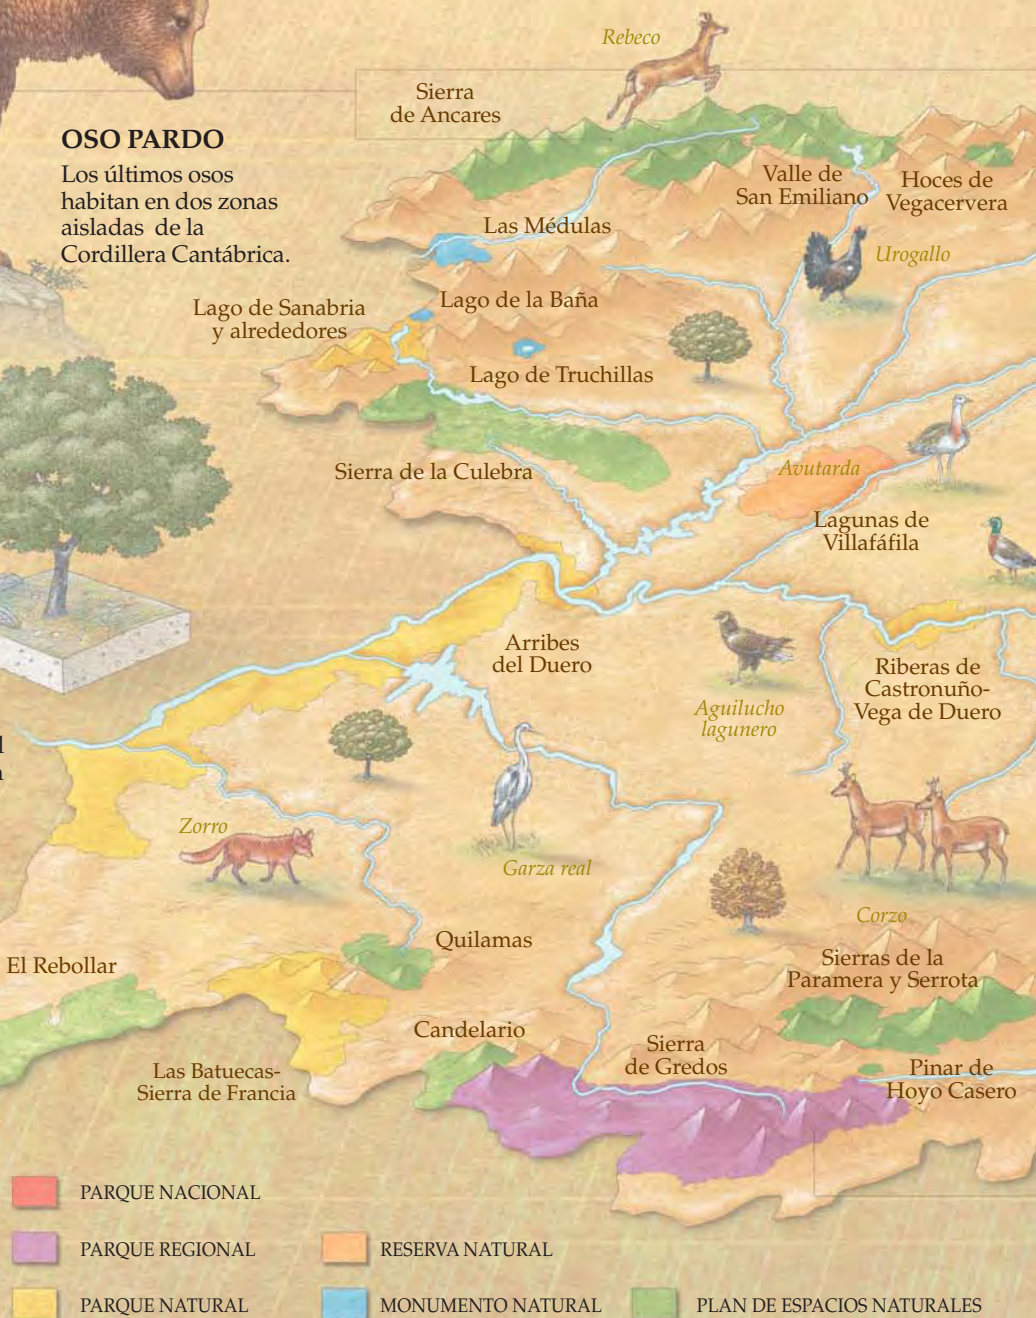 Rebeco
Sierra
de Ancares
OSO PARDO
Los últimos osos
habitan en dos zonas
aisladas de la
Cordillera Cantábrica.
Valle de
San Emiliano
Hoces de
Vegacervera
Las Médulas
Urogallo
Lago de Sanabria
y alrededores
Lago de la Baña
Lago de Truchillas
Sierra de la Culebra
Avutarda
Lagunas de
Villafáfila
Arribes
del Duero
Riberas de
Castronuño-
Vega de Duero
Aguilucho
lagunero
Zorro
Garza real
Corzo
El Rebollar
Quilamas
Sierras de la
Paramera y Serrota
Candelario
Sierra
de Gredos
Las Batuecas-
Sierra de Francia
Pinar de
Hoyo Casero
PARQUE NACIONAL
PARQUE REGIONAL
RESERVA NATURAL
PARQUE NATURAL
MONUMENTO NATURAL
PLAN DE ESPACIOS NATURALES